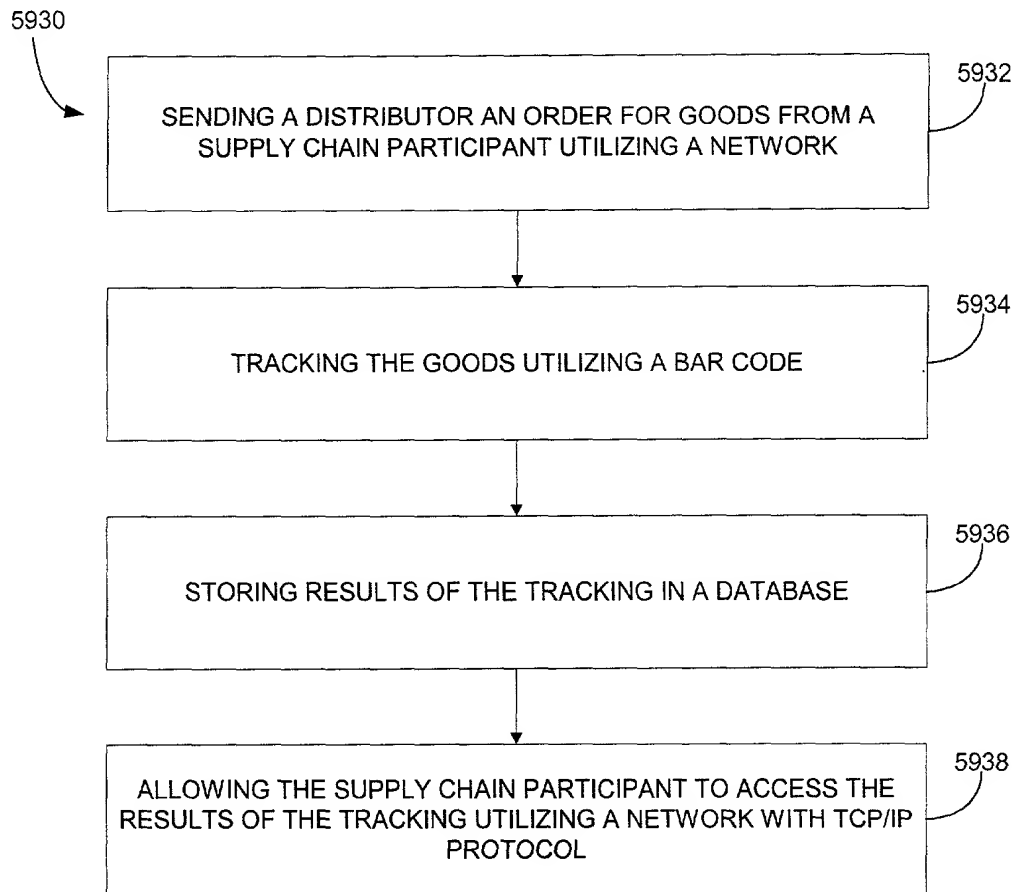 5930
5932
SENDING A DISTRIBUTOR AN ORDER FOR GOODS FROM A
SUPPLY CHAIN PARTICIPANT UTILIZING A NETWORK
5934
TRACKING THE GOODS UTILIZING A BAR CODE
5936
STORING RESULTS OF THE TRACKING IN A DATABASE
5938
ALLOWING THE SUPPLY CHAIN PARTICIPANT TO ACCESS THE
RESULTS OF THE TRACKING UTILIZING A NETWORK WITH TCP/IP
PROTOCOL